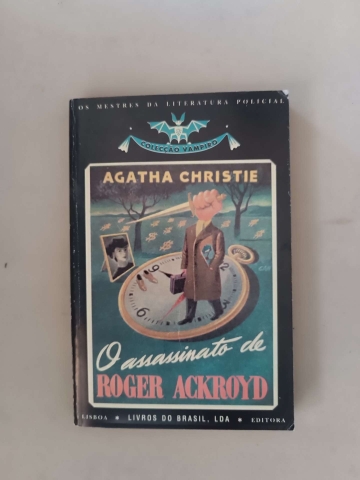 OS MESTRES DA LITERATURA POLICIAL
COLECÇÃO VAMPIRO
AGATHA CHRISTIE
O assassinato de
ROGER ACKROYD
LISBOA * LIVROS DO BRASIL, LDA * EDITORA